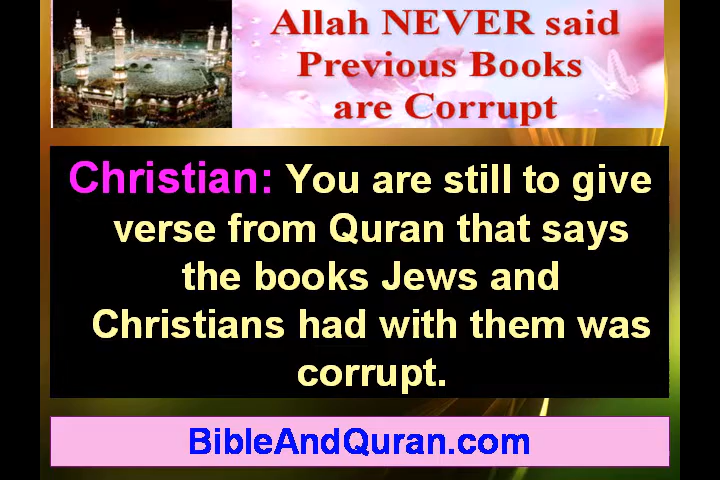 Allah NEVER said
Previous Books
are Corrupt
Christian: You are still to give
verse from Quran that says
the books Jews and
Christians had with them was
corrupt.
BibleAndQuran.com